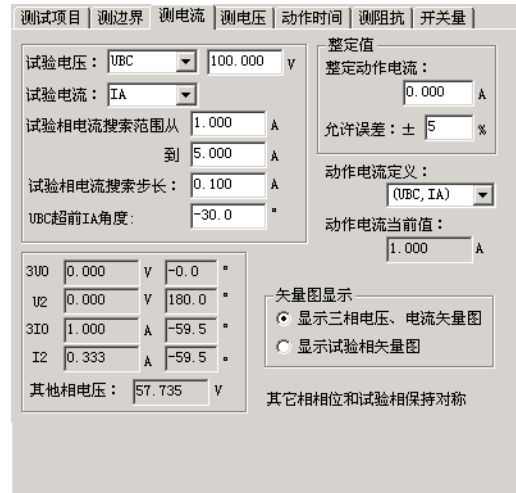 测试项目 测边界 测电流 测电压 动作时间 测阻抗 开关量
试验电压： UBC 100.000 V
试验电流： IA
试验相电流搜索范围从 1.000 A
到 5.000 A
试验相电流搜索步长： 0.100 A
UBC超前IA角度: -30.0 °
整定值
整定动作电流：
0.000 A
允许误差：± 5 %
动作电流定义：
(UBC,IA)
动作电流当前值：
1.000 A
3U0 0.000 V -0.0 °
U2 0.000 V 180.0 °
3I0 1.000 A -59.5 °
I2 0.333 A -59.5 °
其他相电压： 57.735 V
矢量图显示
显示三相电压、电流矢量图
显示试验相矢量图
其它相相位和试验相保持对称